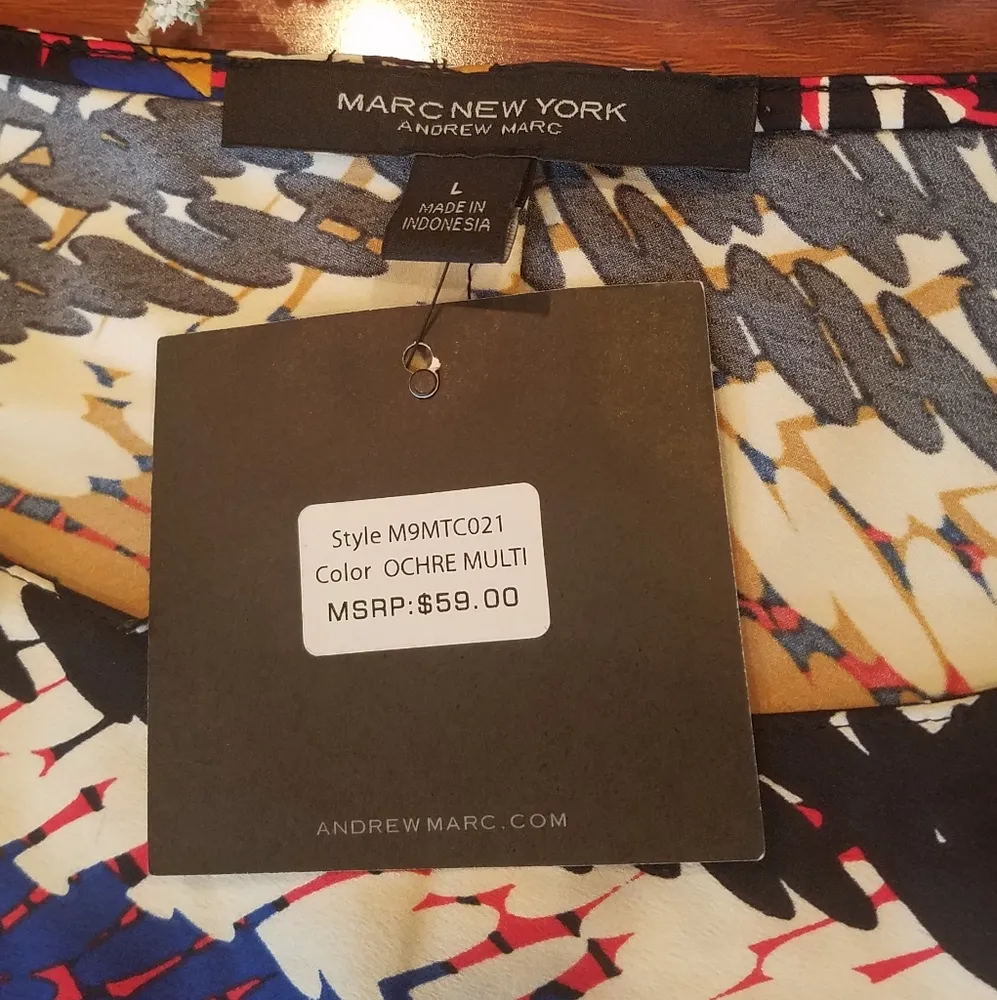 MARC NEW YORK
ANDREW MARC
L
MADE IN
INDONESIA
Style M9MTC021
Color OCHRE MULTI
MSRP:$59.00
ANDREWMARC.COM